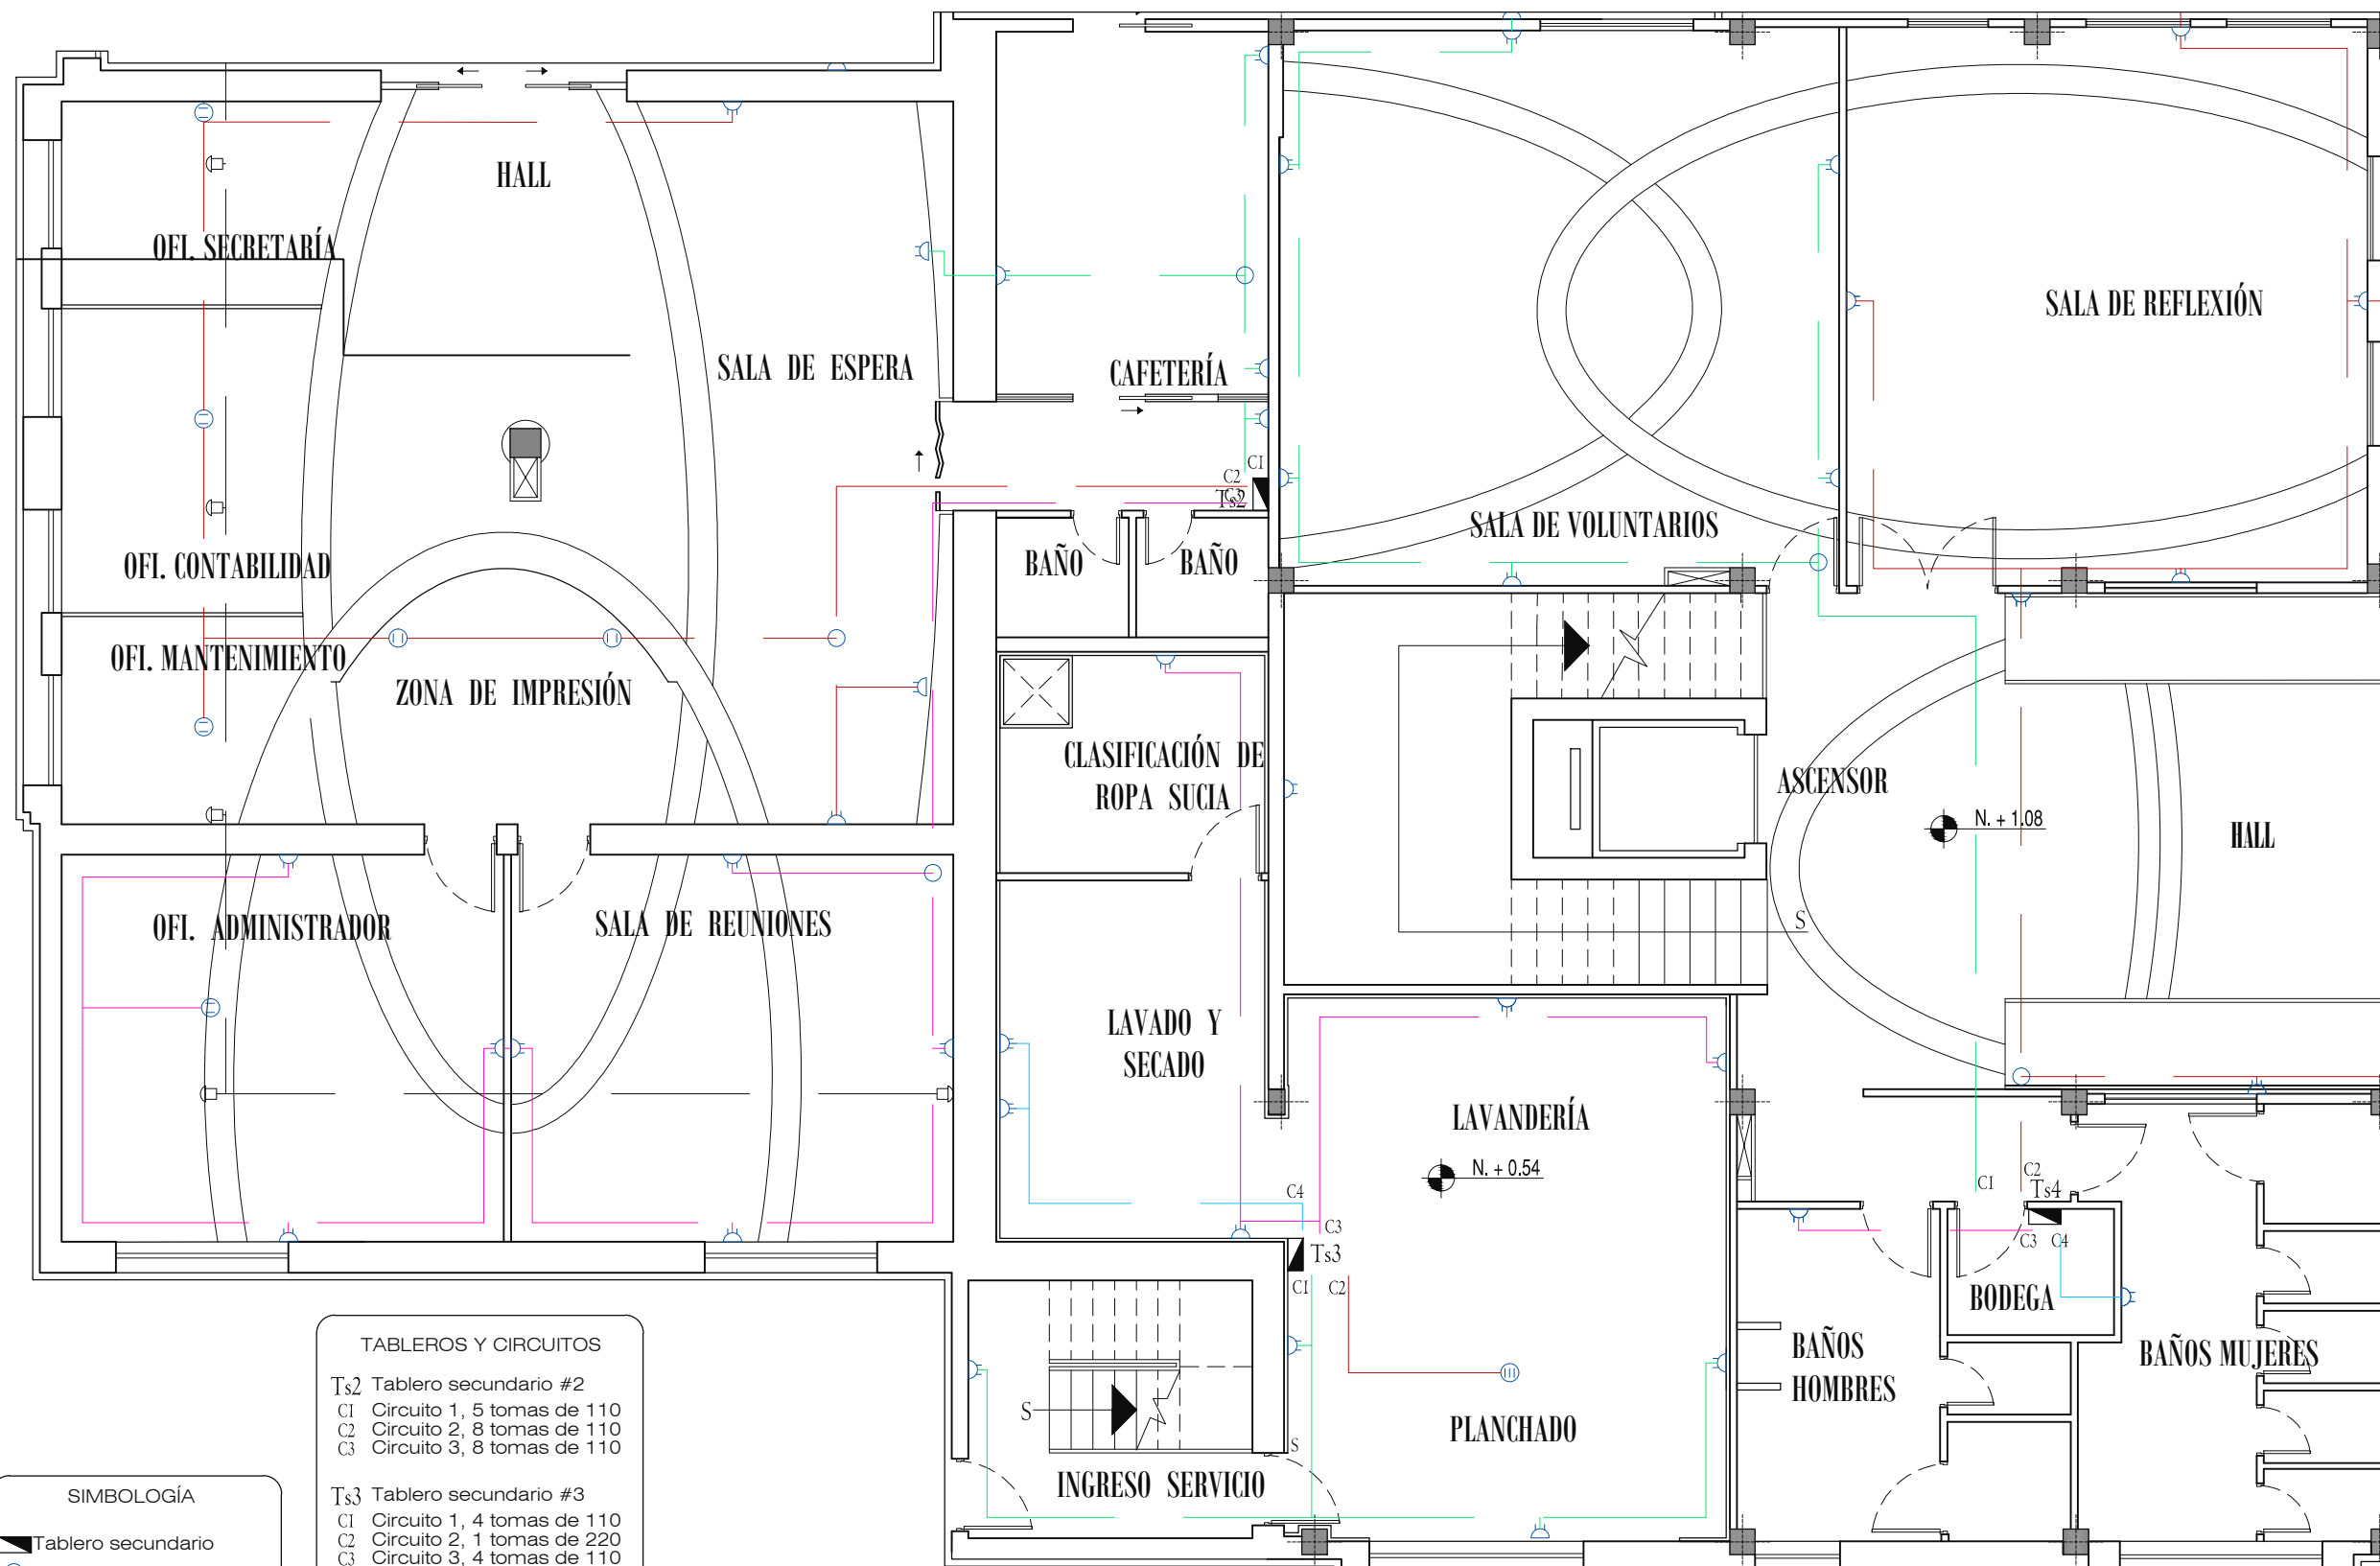 HALL
OFI. SECRETARÍA
SALA DE REFLEXIÓN
SALA DE ESPERA
CAFETERÍA
C1
C2
C3
Ts2
SALA DE VOLUNTARIOS
OFI. CONTABILIDAD
BAÑO
BAÑO
OFI. MANTENIMIENTO
ZONA DE IMPRESIÓN
CLASIFICACIÓN DE
ROPA SUCIA
ASCENSOR
N. + 1.08
HALL
OFI. ADMINISTRADOR
SALA DE REUNIONES
S
LAVADO Y
SECADO
LAVANDERÍA
N. + 0.54
C2
C1
Ts4
C4
C3
C3
C4
Ts3
C1
C2
BODEGA
BAÑOS
HOMBRES
BAÑOS MUJERES
S
PLANCHADO
S
INGRESO SERVICIO
TABLEROS Y CIRCUITOS
Ts2 Tablero secundario #2
C1 Circuito 1, 5 tomas de 110
C2 Circuito 2, 8 tomas de 110
C3 Circuito 3, 8 tomas de 110
Ts3 Tablero secundario #3
C1 Circuito 1, 4 tomas de 110
C2 Circuito 2, 1 tomas de 220
C3 Circuito 3, 4 tomas de 110
SIMBOLOGÍA
Tablero secundario